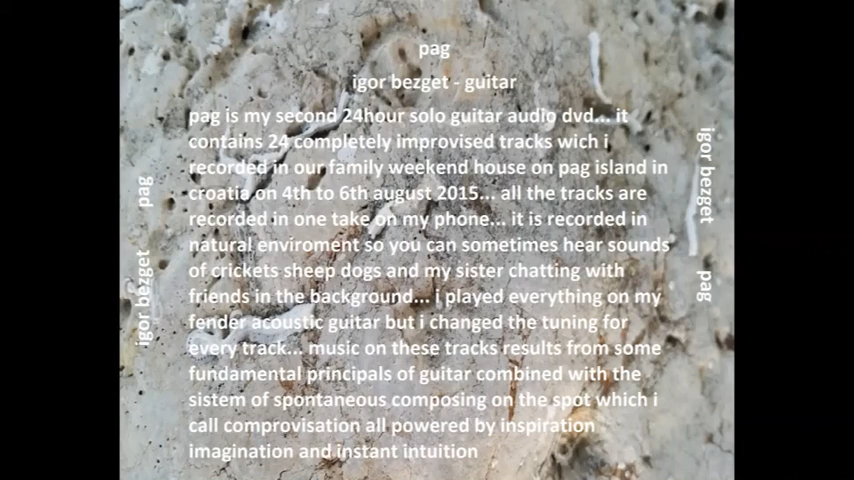 pag
igor bezget - guitar
pag is my second 24hour solo guitar audio dvd... it
contains 24 completely improvised tracks wich i
recorded in our family weekend house on pag island in
croatia on 4th to 6th august 2015... all the tracks are
recorded in one take on my phone... it is recorded in
natural enviroment so you can sometimes hear sounds
of crickets sheep dogs and my sister chatting with
friends in the background... i played everything on my
fender acoustic guitar but i changed the tuning for
every track... music on these tracks results from some
fundamental principals of guitar combined with the
sistem of spontaneous composing on the spot which i
call comprovisation all powered by inspiration
imagination and instant intuition
igor bezget pag
igor bezget pag